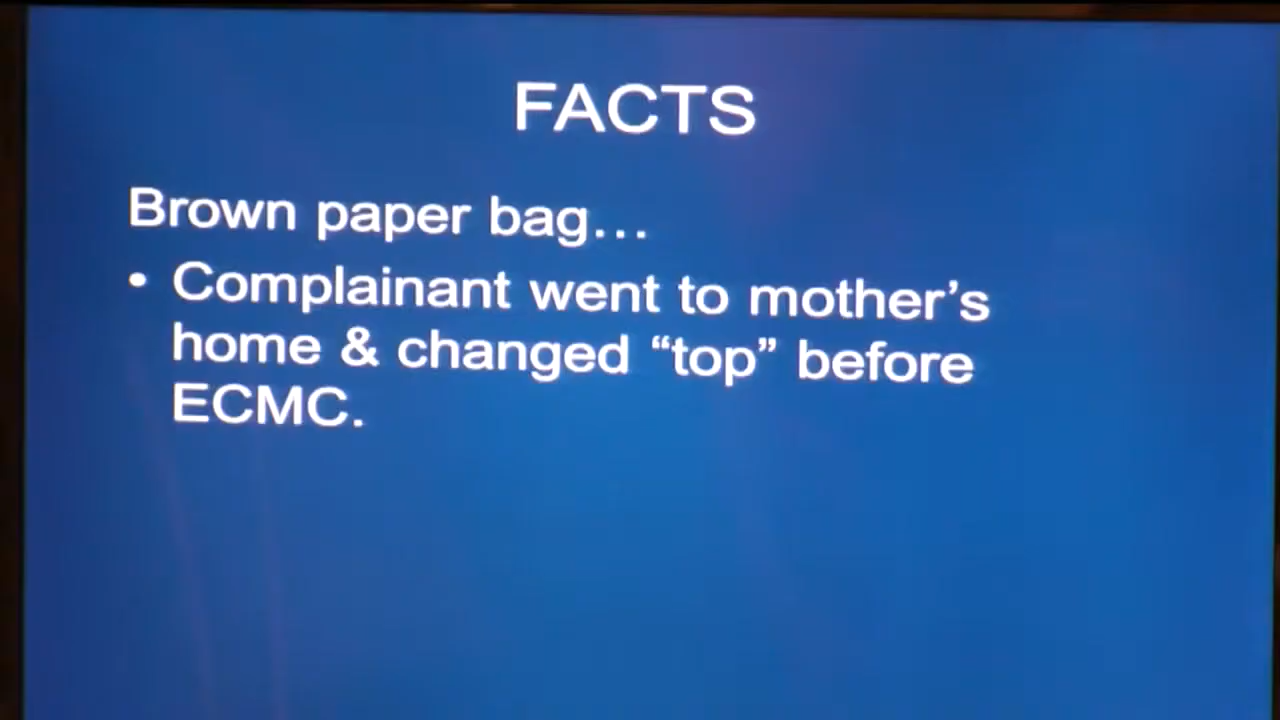 FACTS
Brown paper bag…
• Complainant went to mother’s
home & changed “top” before
ECMC.